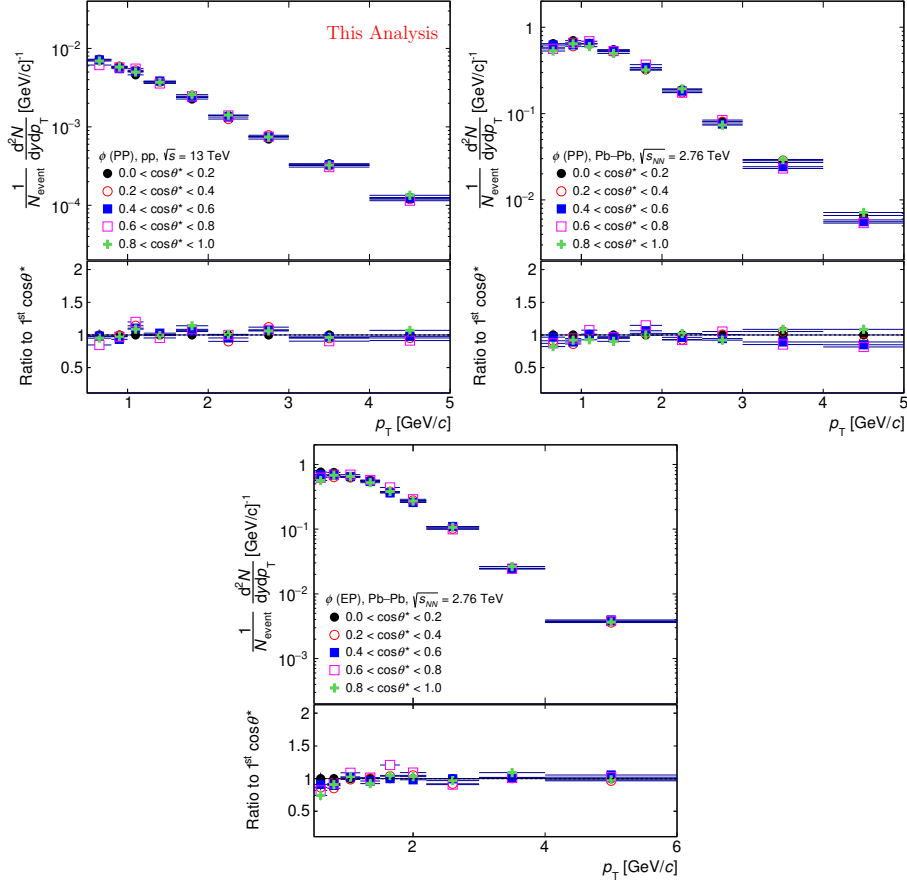 This Analysis
10⁻²
10⁻³
10⁻⁴
1/N_event d²N/dydp_T [GeV/c]⁻¹
ϕ (PP), pp, √s = 13 TeV
0.0 < cosθ* < 0.2
0.2 < cosθ* < 0.4
0.4 < cosθ* < 0.6
0.6 < cosθ* < 0.8
0.8 < cosθ* < 1.0
Ratio to 1ˢᵗ cosθ*
2
1.5
1
0.5
1 2 3 4 5
p_T [GeV/c]
1
10⁻¹
10⁻²
1/N_event d²N/dydp_T [GeV/c]⁻¹
ϕ (PP), Pb–Pb, √s_NN = 2.76 TeV
0.0 < cosθ* < 0.2
0.2 < cosθ* < 0.4
0.4 < cosθ* < 0.6
0.6 < cosθ* < 0.8
0.8 < cosθ* < 1.0
Ratio to 1ˢᵗ cosθ*
2
1.5
1
0.5
1 2 3 4 5
p_T [GeV/c]
1
10⁻¹
10⁻²
10⁻³
1/N_event d²N/dydp_T [GeV/c]⁻¹
ϕ (EP), Pb–Pb, √s_NN = 2.76 TeV
0.0 < cosθ* < 0.2
0.2 < cosθ* < 0.4
0.4 < cosθ* < 0.6
0.6 < cosθ* < 0.8
0.8 < cosθ* < 1.0
Ratio to 1ˢᵗ cosθ*
2
1.5
1
0.5
2 4 6
p_T [GeV/c]